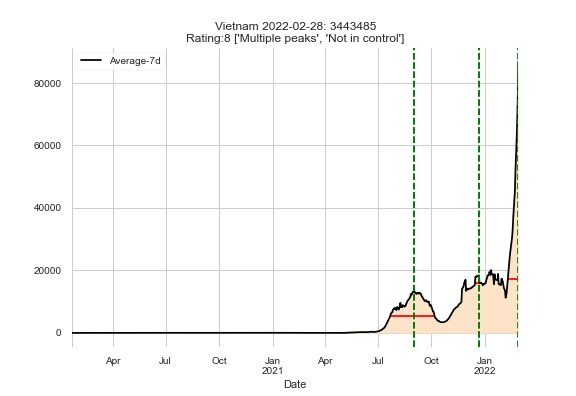 Vietnam 2022-02-28: 3443485
Rating:8 ['Multiple peaks', 'Not in control']
Average-7d
80000
60000
40000
20000
0
Apr Jul Oct Jan Apr Jul Oct Jan
2021 2022
Date